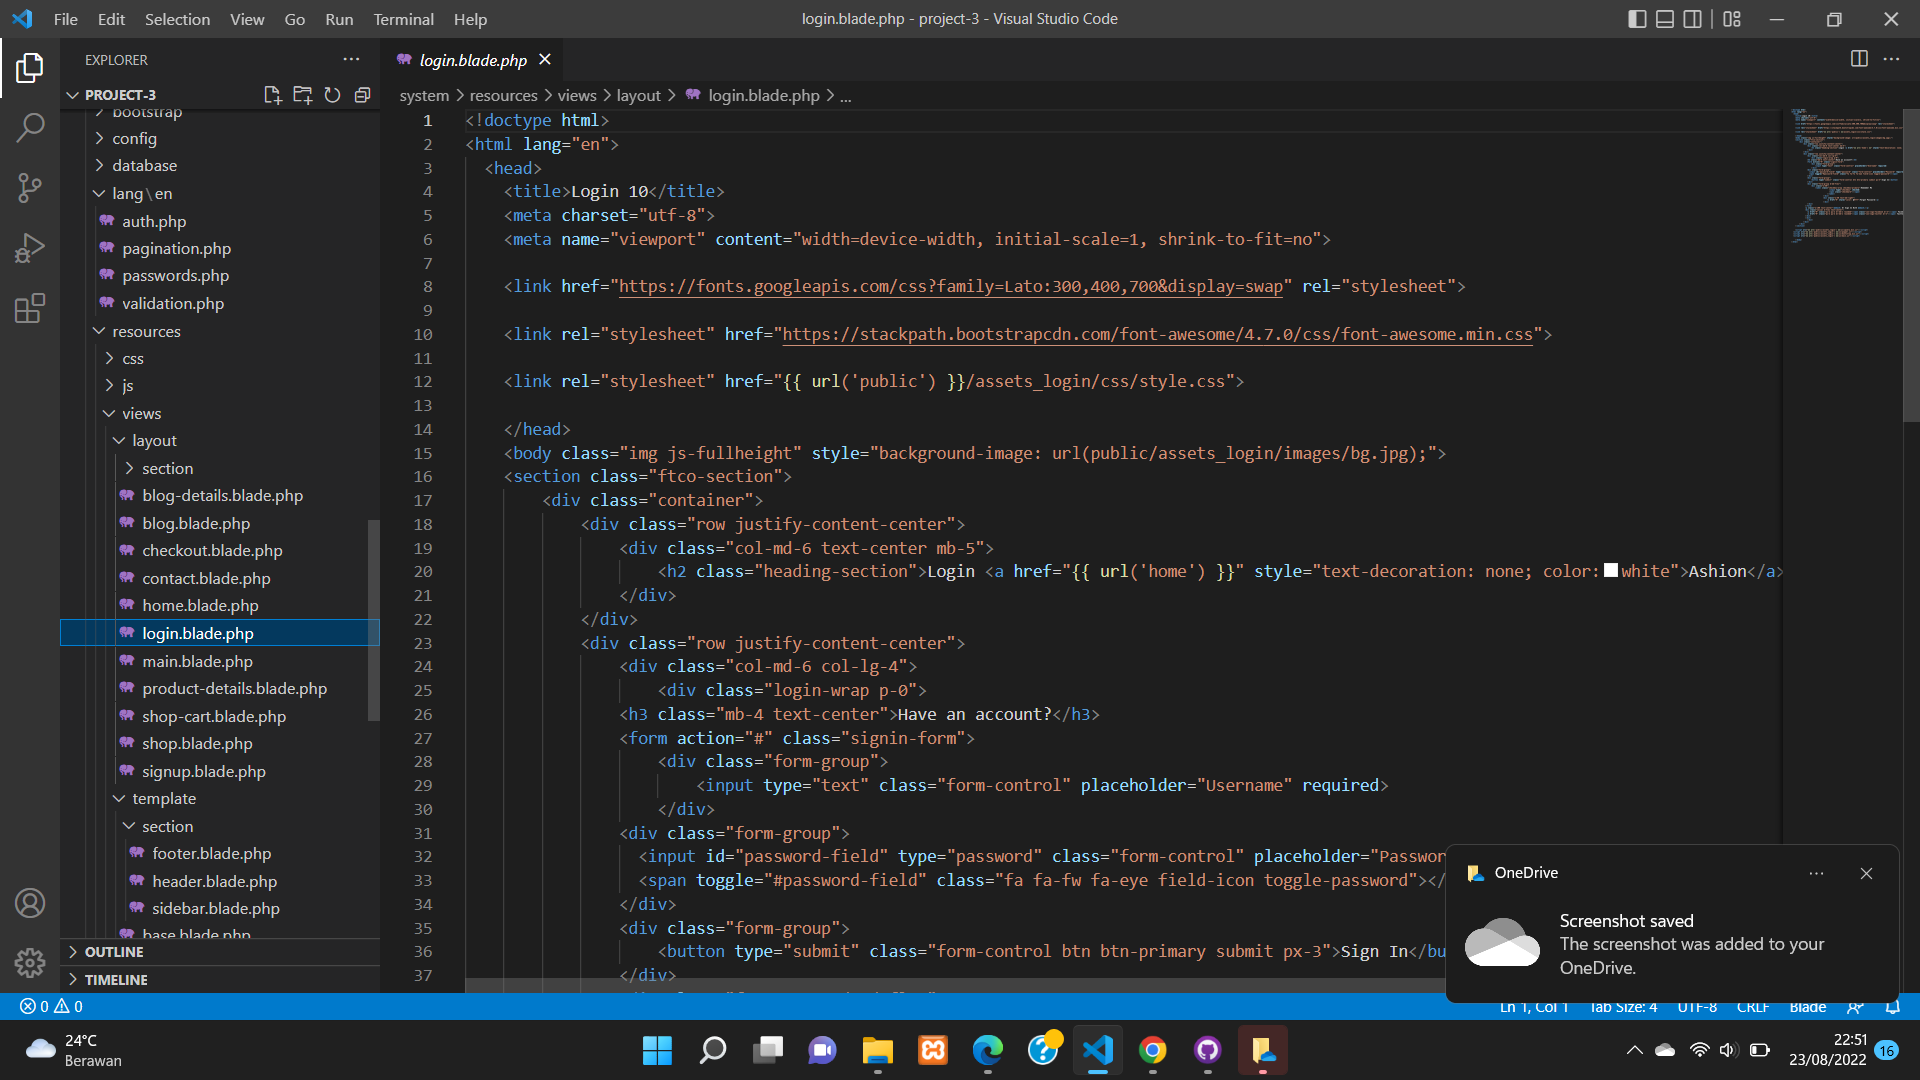 File Edit Selection View Go Run Terminal Help
login.blade.php - project-3 - Visual Studio Code
EXPLORER
PROJECT-3
bootstrap
config
database
lang\en
auth.php
pagination.php
passwords.php
validation.php
resources
css
js
views
layout
section
blog-details.blade.php
blog.blade.php
checkout.blade.php
contact.blade.php
home.blade.php
login.blade.php
main.blade.php
product-details.blade.php
shop-cart.blade.php
shop.blade.php
signup.blade.php
template
section
footer.blade.php
header.blade.php
sidebar.blade.php
base.blade.php
OUTLINE
TIMELINE
login.blade.php
system > resources > views > layout > login.blade.php > ...
1 <!doctype html>
2 <html lang="en">
3 <head>
4 <title>Login 10</title>
5 <meta charset="utf-8">
6 <meta name="viewport" content="width=device-width, initial-scale=1, shrink-to-fit=no">
7
8 <link href="https://fonts.googleapis.com/css?family=Lato:300,400,700&display=swap" rel="stylesheet">
9
10 <link rel="stylesheet" href="https://stackpath.bootstrapcdn.com/font-awesome/4.7.0/css/font-awesome.min.css">
11
12 <link rel="stylesheet" href="{{ url('public') }}/assets_login/css/style.css">
13
14 </head>
15 <body class="img js-fullheight" style="background-image: url(public/assets_login/images/bg.jpg);">
16 <section class="ftco-section">
17 <div class="container">
18 <div class="row justify-content-center">
19 <div class="col-md-6 text-center mb-5">
20 <h2 class="heading-section">Login <a href="{{ url('home') }}" style="text-decoration: none; color: white">Ashion</a>
21 </div>
22 </div>
23 <div class="row justify-content-center">
24 <div class="col-md-6 col-lg-4">
25 <div class="login-wrap p-0">
26 <h3 class="mb-4 text-center">Have an account?</h3>
27 <form action="#" class="signin-form">
28 <div class="form-group">
29 <input type="text" class="form-control" placeholder="Username" required>
30 </div>
31 <div class="form-group">
32 <input id="password-field" type="password" class="form-control" placeholder="Passwor
33 <span toggle="#password-field" class="fa fa-fw fa-eye field-icon toggle-password"></
34 </div>
35 <div class="form-group">
36 <button type="submit" class="form-control btn btn-primary submit px-3">Sign In</bu
37 </div>
OneDrive
Screenshot saved
The screenshot was added to your
OneDrive.
0 0
Ln 1, Col 1 Tab Size: 4 UTF-8 CRLF Blade
24°C
Berawan
22:51
23/08/2022
16